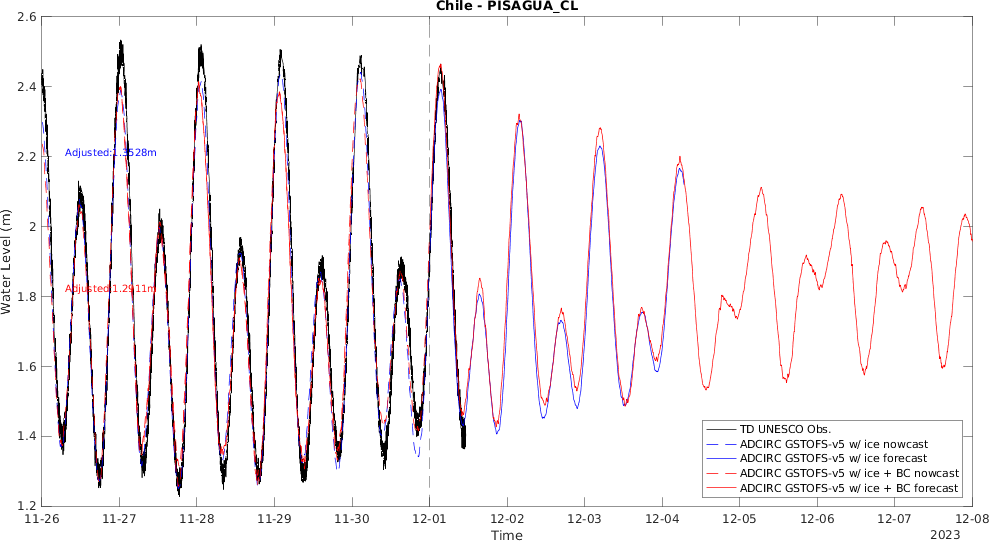 Chile - PISAGUA_CL
2.6
2.4
2.2
2
1.8
1.6
1.4
1.2
Water Level (m)
Adjusted:1.3528m
Adjusted:1.2911m
TD UNESCO Obs.
ADCIRC GSTOFS-v5 w/ ice nowcast
ADCIRC GSTOFS-v5 w/ ice forecast
ADCIRC GSTOFS-v5 w/ ice + BC nowcast
ADCIRC GSTOFS-v5 w/ ice + BC forecast
11-26 11-27 11-28 11-29 11-30 12-01 12-02 12-03 12-04 12-05 12-06 12-07 12-08
Time
2023